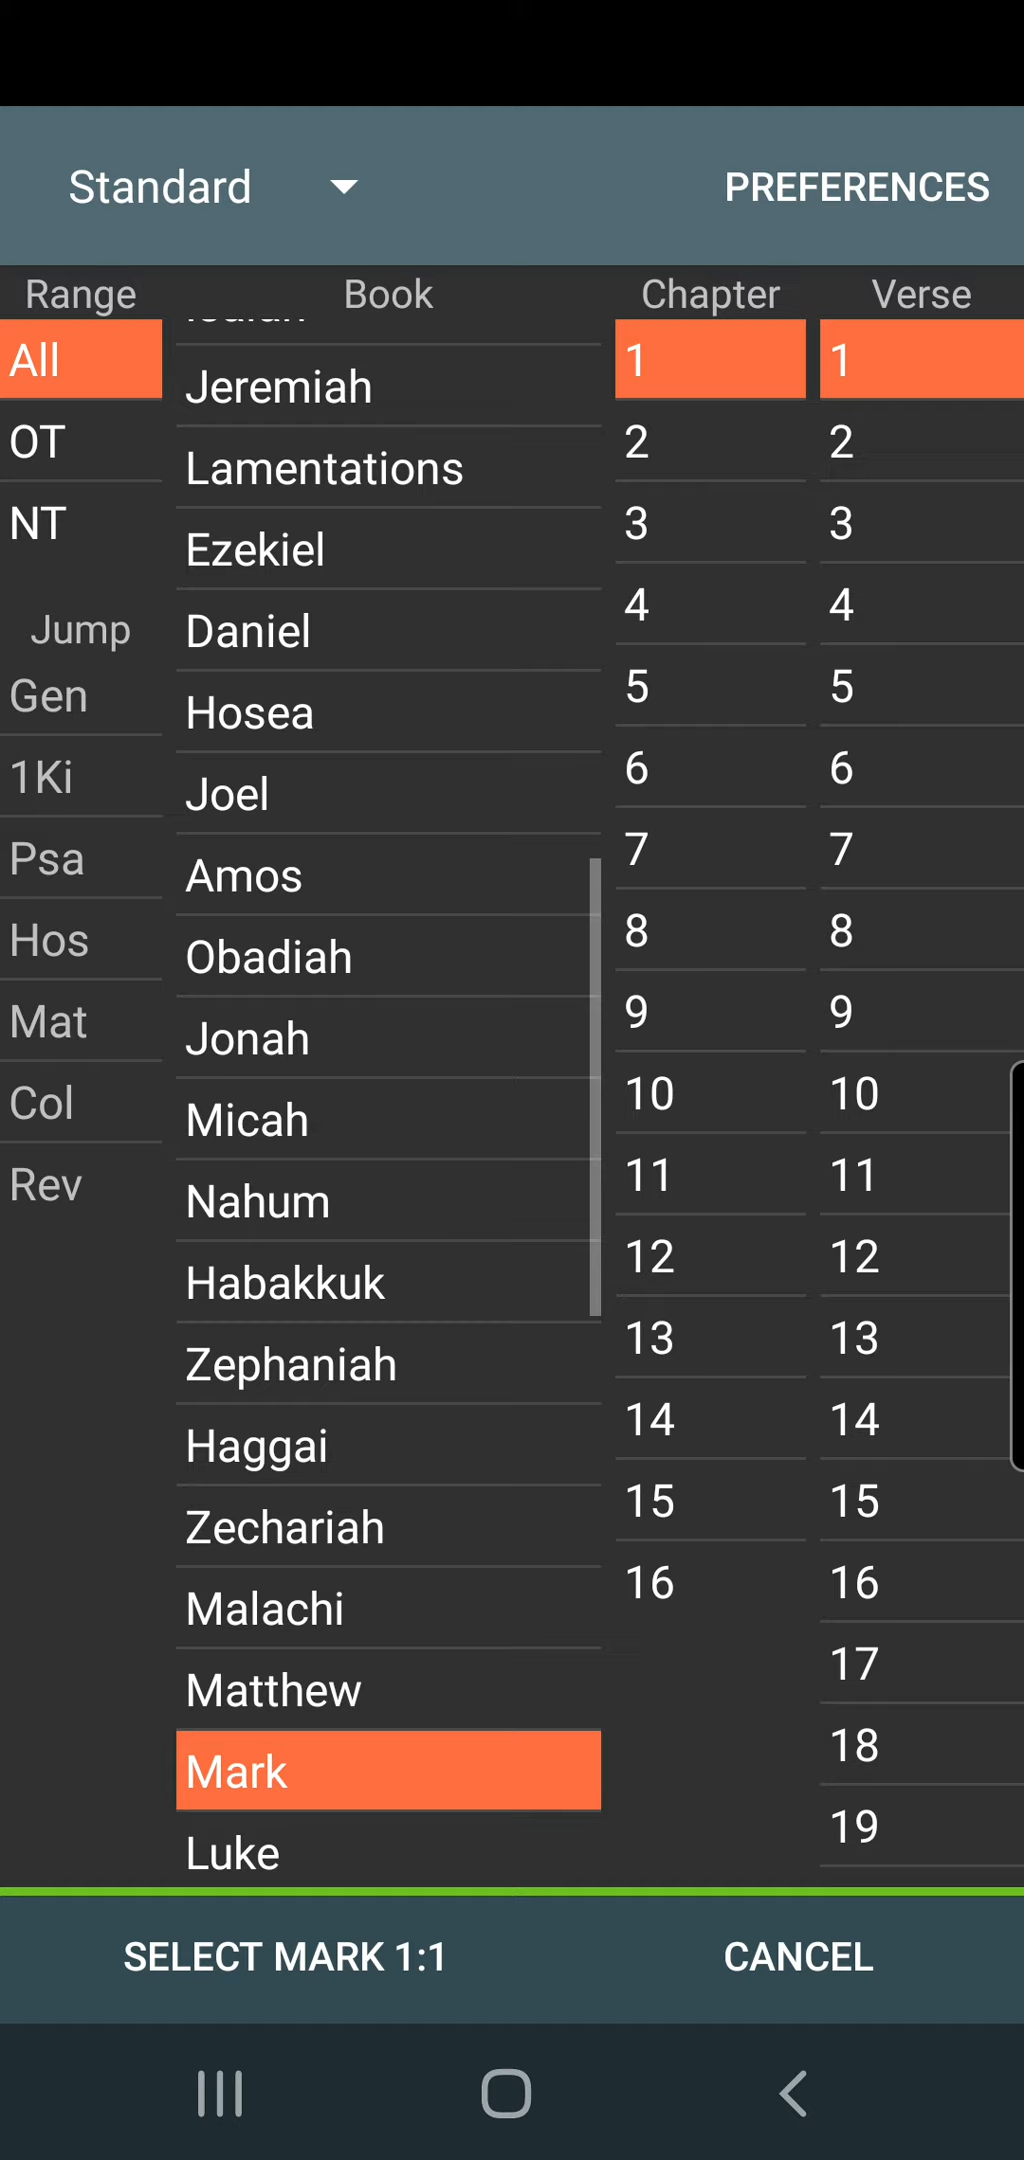 Standard
PREFERENCES
Range
Book
Chapter
Verse
All
OT
NT
Jump
Gen
1Ki
Psa
Hos
Mat
Col
Rev
Jeremiah
Lamentations
Ezekiel
Daniel
Hosea
Joel
Amos
Obadiah
Jonah
Micah
Nahum
Habakkuk
Zephaniah
Haggai
Zechariah
Malachi
Matthew
Mark
Luke
1
2
3
4
5
6
7
8
9
10
11
12
13
14
15
16
1
2
3
4
5
6
7
8
9
10
11
12
13
14
15
16
17
18
19
SELECT MARK 1:1
CANCEL